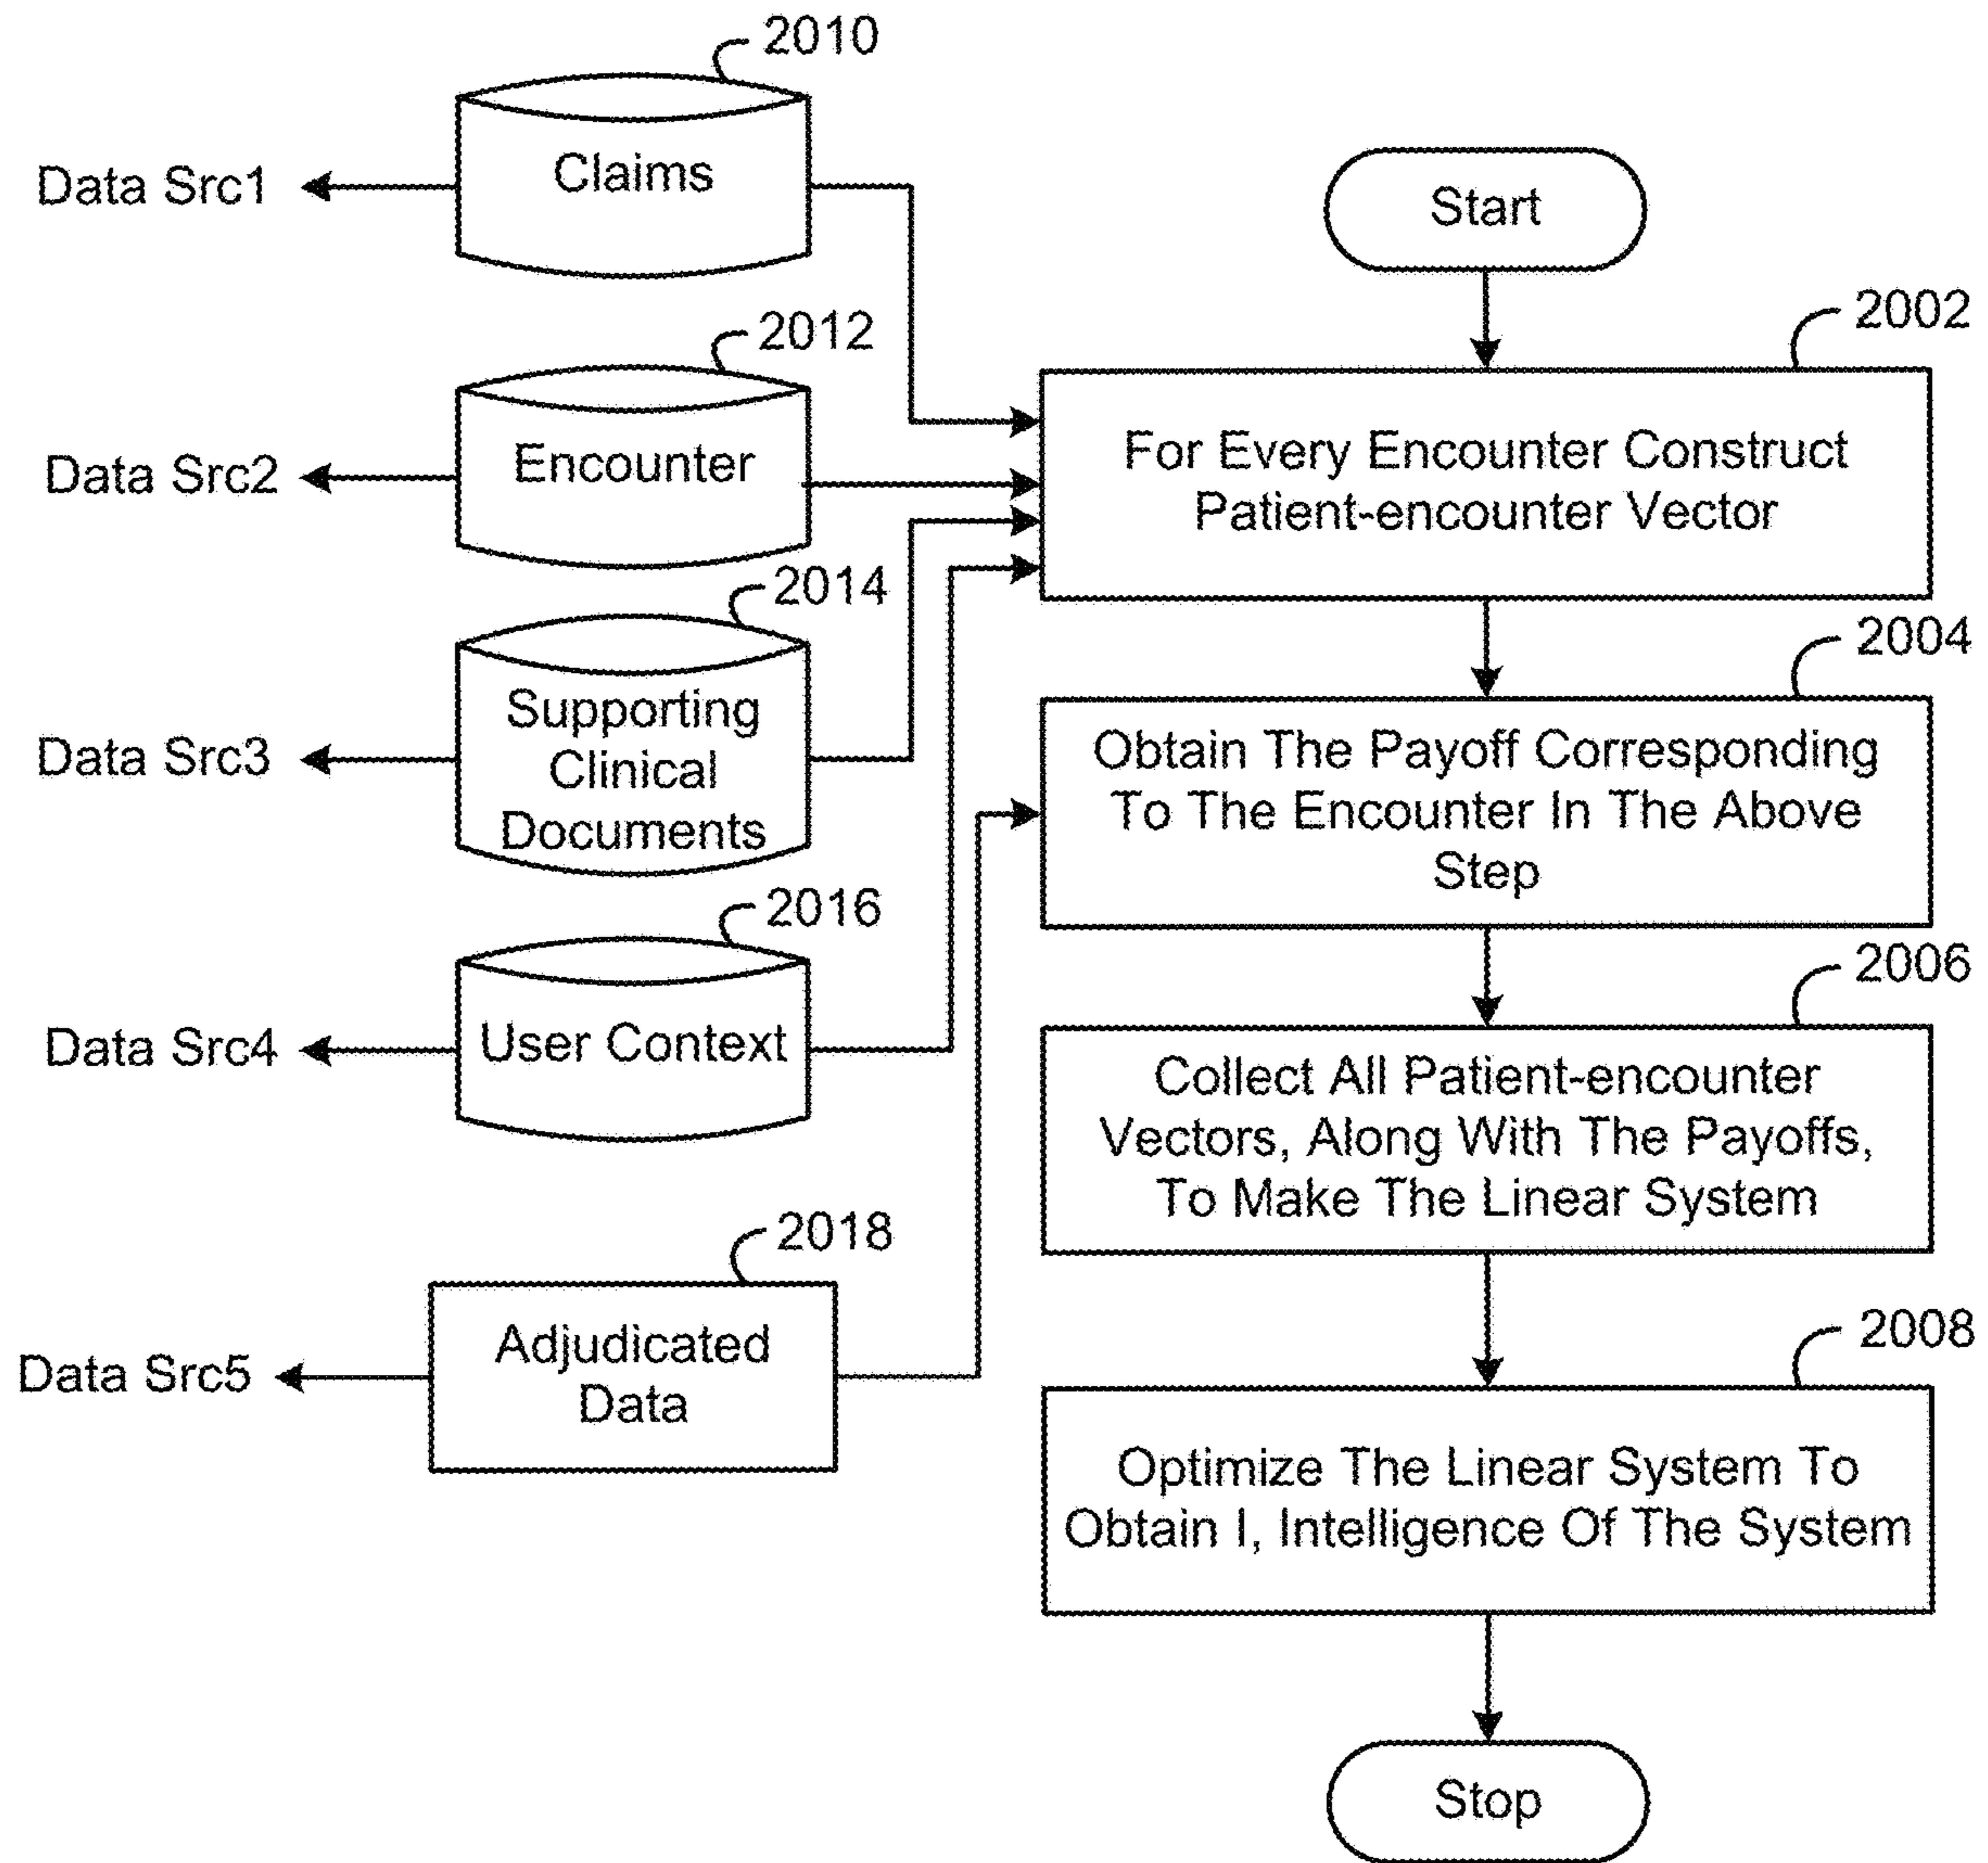 2010
Claims
Data Src1
Start
2012
2002
Encounter
Data Src2
For Every Encounter Construct
Patient-encounter Vector
2014
2004
Supporting
Clinical
Documents
Data Src3
Obtain The Payoff Corresponding
To The Encounter In The Above
Step
2016
2006
User Context
Data Src4
Collect All Patient-encounter
Vectors, Along With The Payoffs,
To Make The Linear System
2018
2008
Adjudicated
Data
Data Src5
Optimize The Linear System To
Obtain I, Intelligence Of The System
Stop